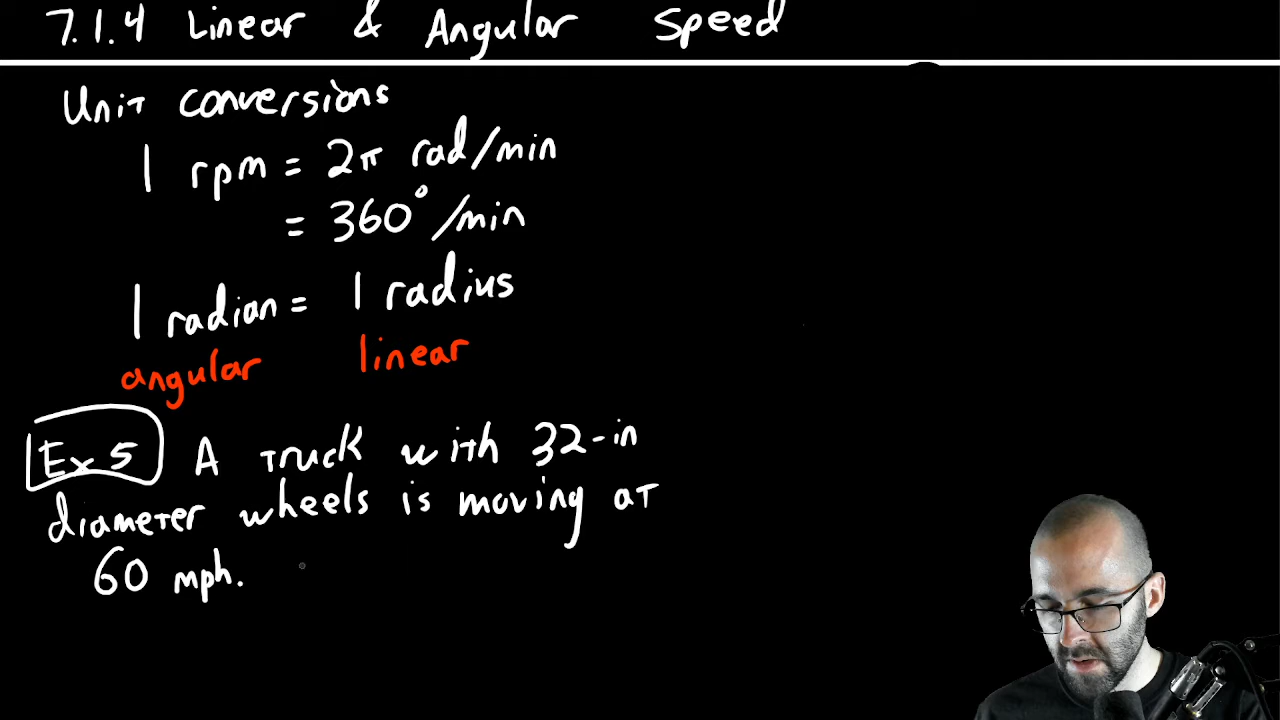 7.1.4 Linear & Angular Speed
Unit conversions
1 rpm = 2π rad/min
= 360°/min
1 radian = 1 radius
angular linear
Ex 5 A truck with 32-in
diameter wheels is moving at
60 mph.